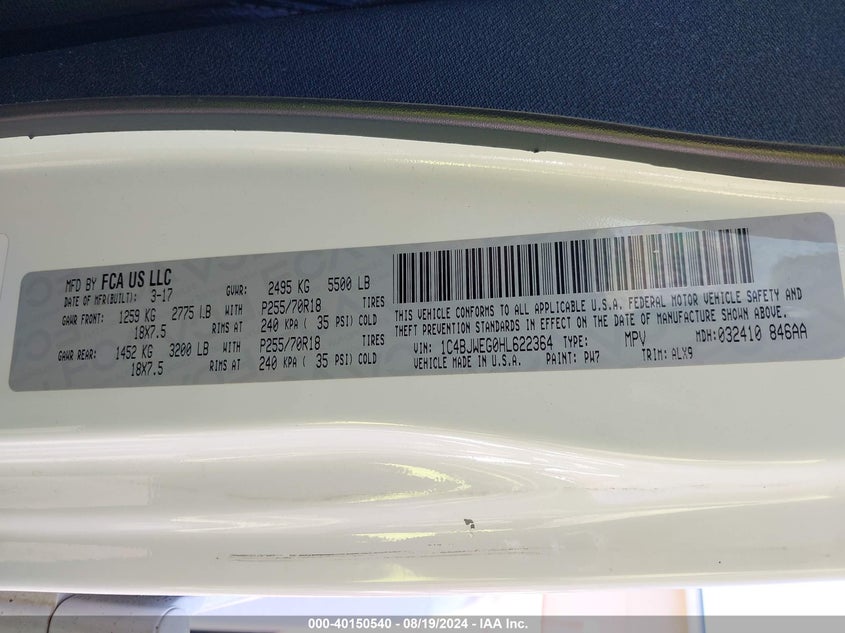 MFD BY FCA US LLC
DATE OF MFR(BUILT): 3-17 GVWR: 2495 KG 5500 LB
GAWR FRONT: 1259 KG 2775 LB WITH P255/70R18 TIRES
18X7.5 RIMS AT 240 KPA ( 35 PSI) COLD
GAWR REAR: 1452 KG 3200 LB WITH P255/70R18 TIRES
18X7.5 RIMS AT 240 KPA ( 35 PSI) COLD
THIS VEHICLE CONFORMS TO ALL APPLICABLE U.S.A. FEDERAL MOTOR VEHICLE SAFETY AND
THEFT PREVENTION STANDARDS IN EFFECT ON THE DATE OF MANUFACTURE SHOWN ABOVE.
VIN: 1C4BJWEG0HL622364 TYPE: MPV MDH:032410 846AA
VEHICLE MADE IN U.S.A. PAINT: PW7 TRIM: ALX9
000-40150540 - 08/19/2024 - IAA Inc.